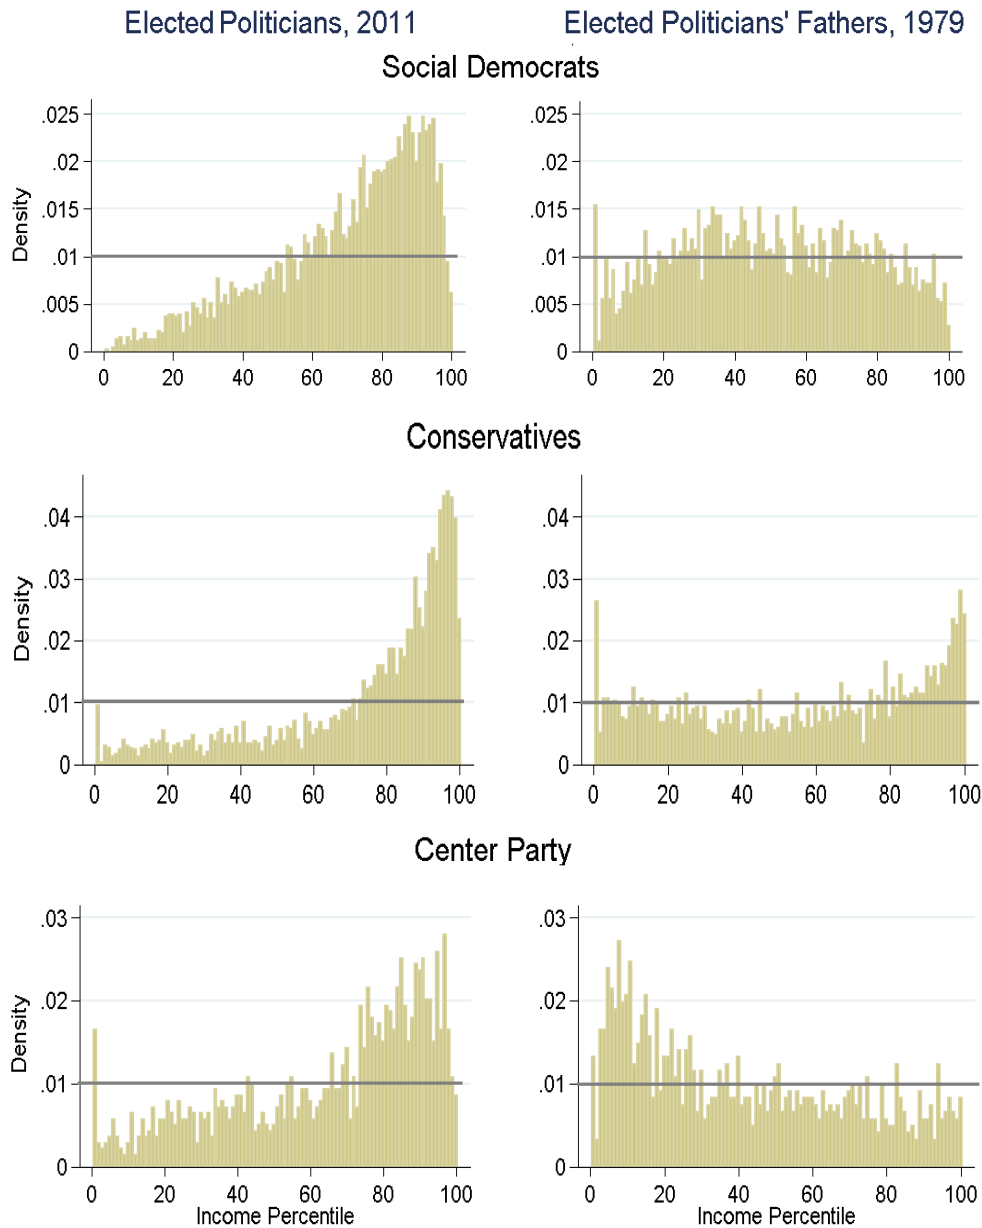 Elected Politicians, 2011
Elected Politicians' Fathers, 1979
Social Democrats
Density
.025
.02
.015
.01
.005
0
0 20 40 60 80 100
.025
.02
.015
.01
.005
0
0 20 40 60 80 100
Conservatives
Density
.04
.03
.02
.01
0
0 20 40 60 80 100
.04
.03
.02
.01
0
0 20 40 60 80 100
Center Party
Density
.03
.02
.01
0
0 20 40 60 80 100
Income Percentile
.03
.02
.01
0
0 20 40 60 80 100
Income Percentile